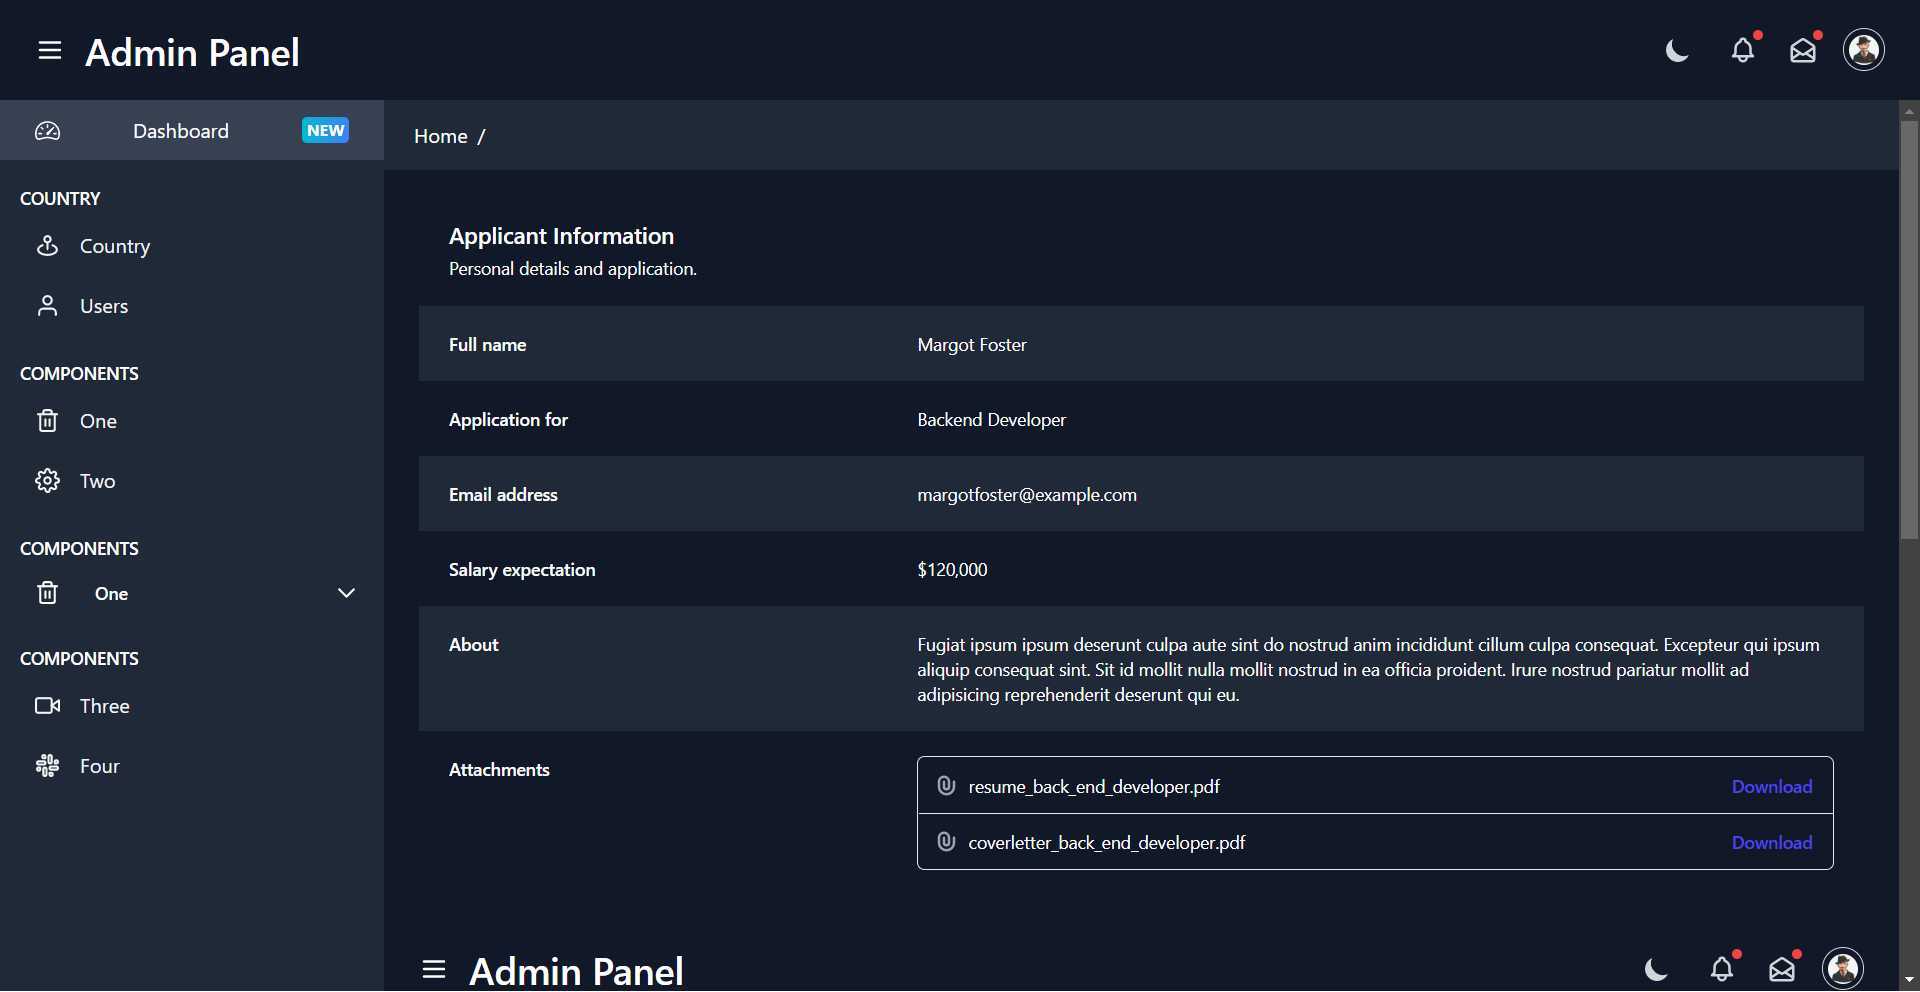 Admin Panel
Dashboard
NEW
Home /
COUNTRY
Country
Users
COMPONENTS
One
Two
COMPONENTS
One
COMPONENTS
Three
Four
Applicant Information
Personal details and application.
Full name
Margot Foster
Application for
Backend Developer
Email address
margotfoster@example.com
Salary expectation
$120,000
About
Fugiat ipsum ipsum deserunt culpa aute sint do nostrud anim incididunt cillum culpa consequat. Excepteur qui ipsum
aliquip consequat sint. Sit id mollit nulla mollit nostrud in ea officia proident. Irure nostrud pariatur mollit ad
adipisicing reprehenderit deserunt qui eu.
Attachments
resume_back_end_developer.pdf
Download
coverletter_back_end_developer.pdf
Download
Admin Panel